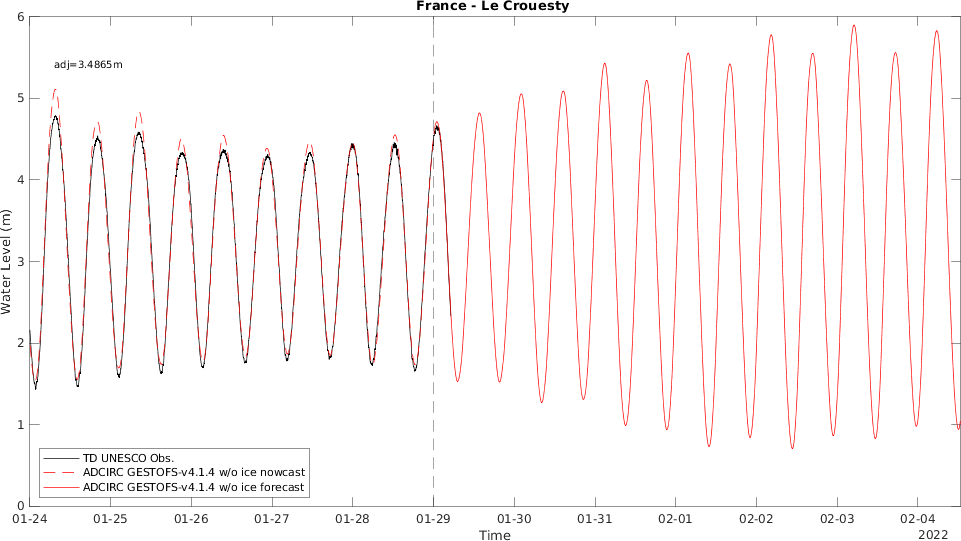 France - Le Crouesty
adj=3.4865m
Water Level (m)
6
5
4
3
2
1
0
TD UNESCO Obs.
ADCIRC GESTOFS-v4.1.4 w/o ice nowcast
ADCIRC GESTOFS-v4.1.4 w/o ice forecast
01-24 01-25 01-26 01-27 01-28 01-29 01-30 01-31 02-01 02-02 02-03 02-04
Time
2022